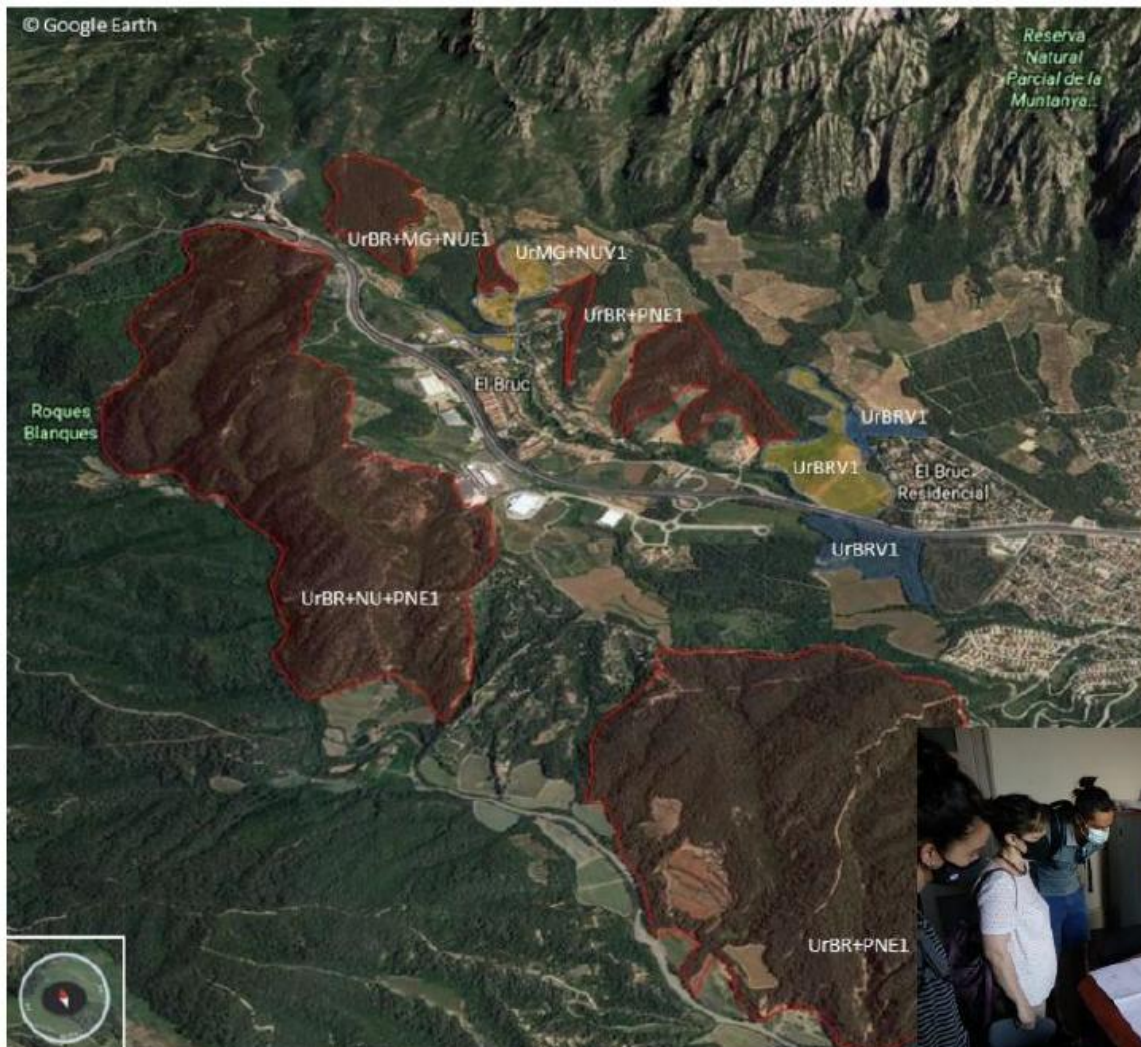 © Google Earth
Reserva
Natural
Parcial de la
Muntanya...
UrBR+MG+NUE1
UrMG+NUV1
UrBR+PNE1
El Bruc
Roques
Blanques
UrBRV1
UrBRV1
El Bruc
Residencial
UrBRV1
UrBR+NU+PNE1
UrBR+PNE1